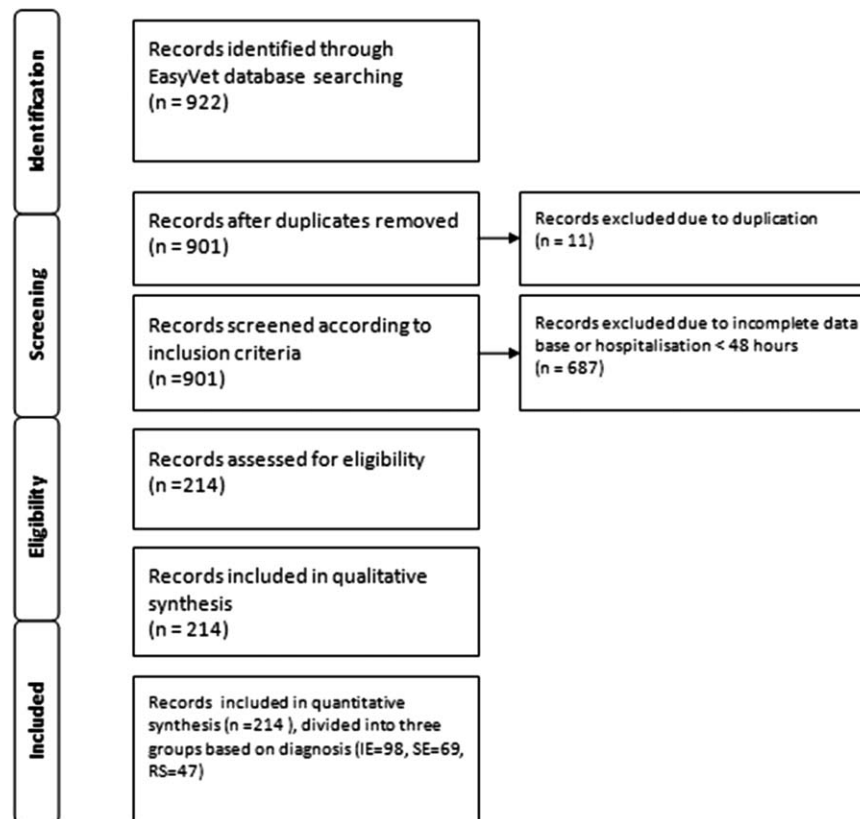 Identification
Records identified through
EasyVet database searching
(n = 922)
Screening
Records after duplicates removed
(n = 901)
Records excluded due to duplication
(n = 11)
Records screened according to
inclusion criteria
(n =901)
Records excluded due to incomplete data
base or hospitalisation < 48 hours
(n = 687)
Eligibility
Records assessed for eligibility
(n =214)
Records included in qualitative
synthesis
(n = 214)
Included
Records included in quantitative
synthesis (n =214 ), divided into three
groups based on diagnosis (IE=98, SE=69,
RS=47)